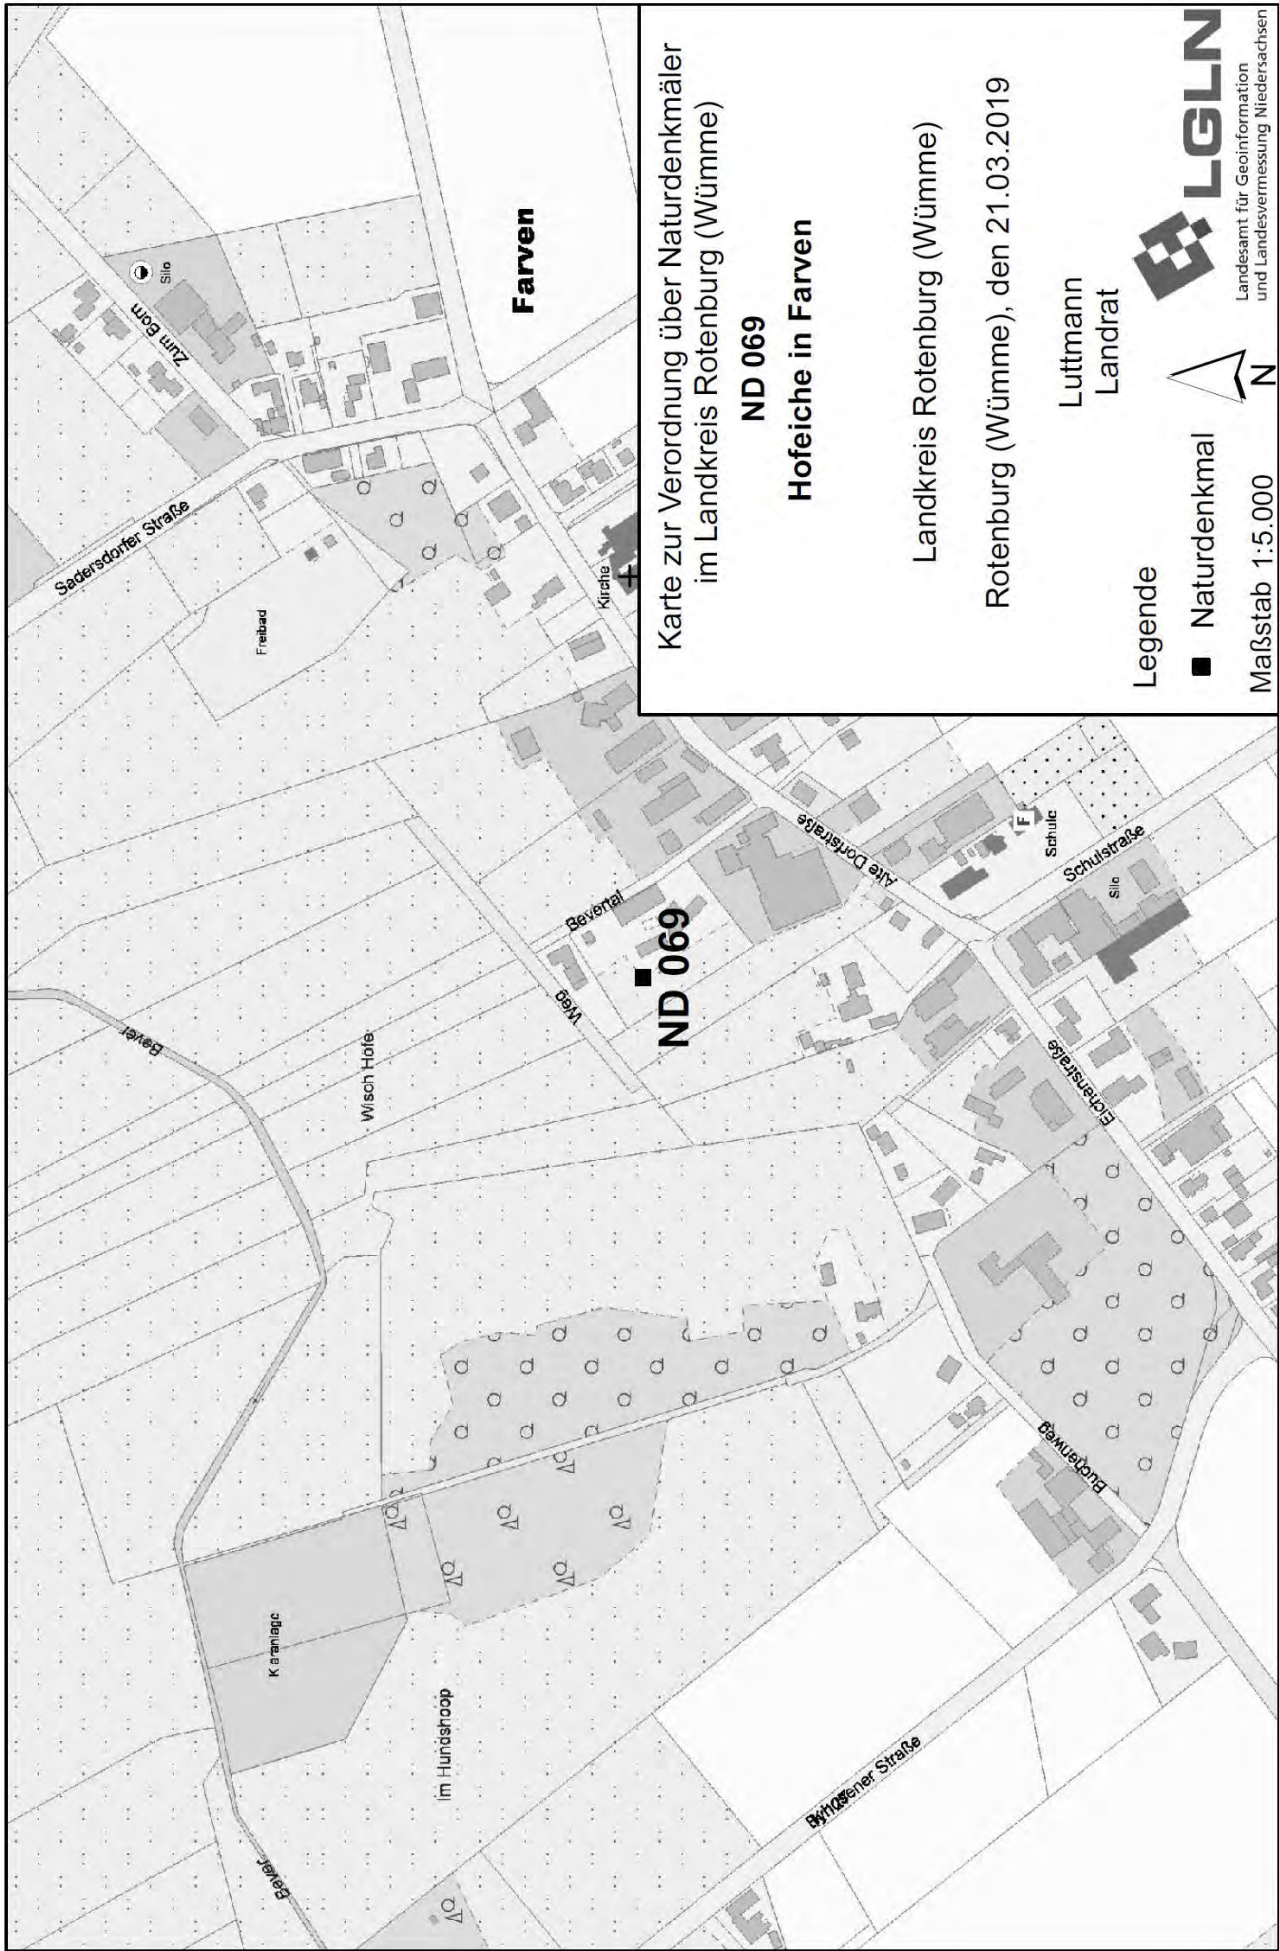 Karte zur Verordnung über Naturdenkmäler
im Landkreis Rotenburg (Wümme)
ND 069
Hofeiche in Farven
Landkreis Rotenburg (Wümme)
Rotenburg (Wümme), den 21.03.2019
Luttmann
Landrat
Legende
Naturdenkmal
Maßstab 1:5.000
N
LGLN
Landesamt für Geoinformation
und Landesvermessung Niedersachsen
Farven
ND 069
Zum Born
Silo
Sadersdorfer Straße
Freibad
Kirche
Bever
Wisch Höfe
Bevertal
Weg
Alte Dorfstraße
F
Schule
Schulstraße
Silo
Eichenstraße
Buchenweg
Kläranlage
Im Hundshoop
Bever
Straße